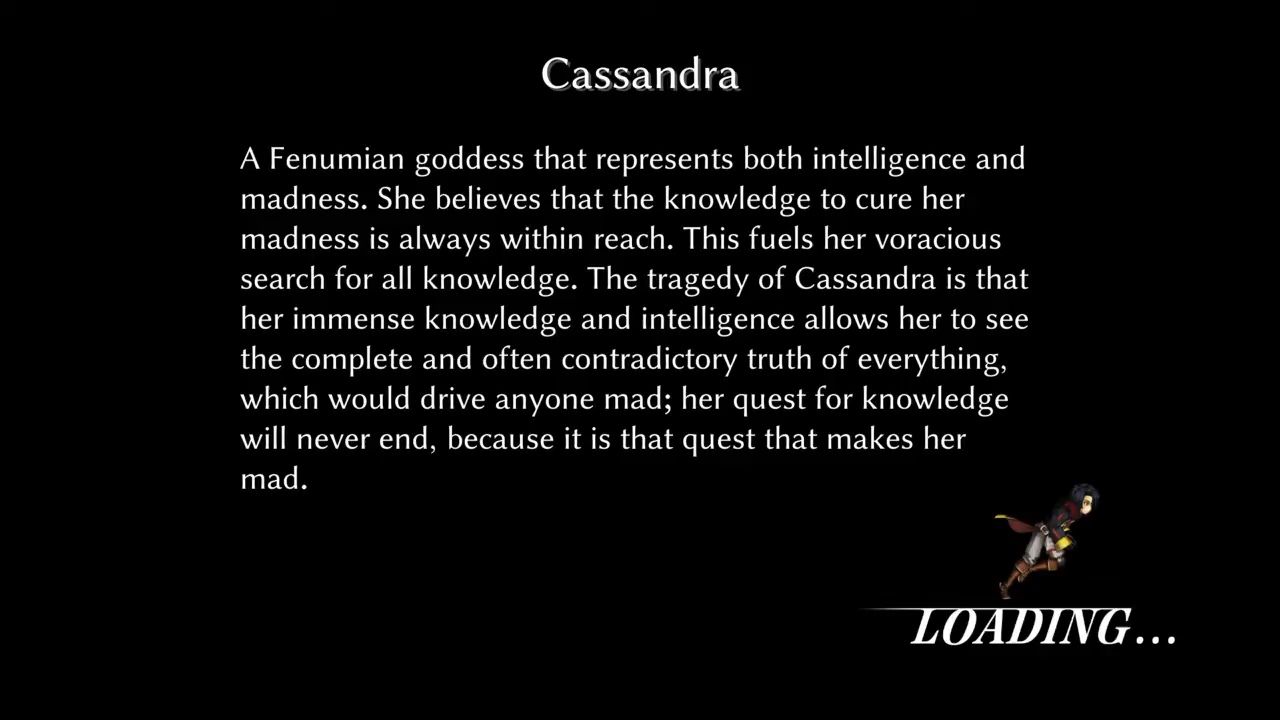 Cassandra
A Fenumian goddess that represents both intelligence and
madness. She believes that the knowledge to cure her
madness is always within reach. This fuels her voracious
search for all knowledge. The tragedy of Cassandra is that
her immense knowledge and intelligence allows her to see
the complete and often contradictory truth of everything,
which would drive anyone mad; her quest for knowledge
will never end, because it is that quest that makes her
mad.
LOADING...